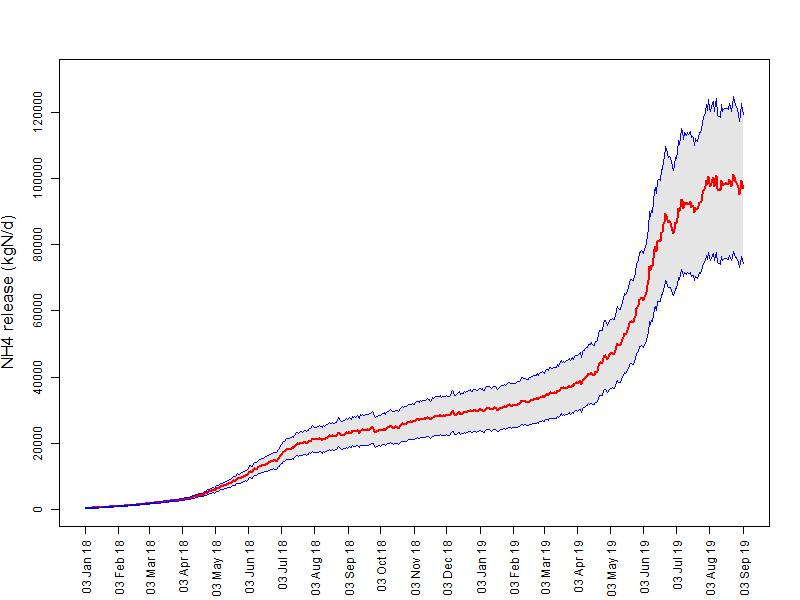 NH4 release (kgN/d)
120000
100000
80000
60000
40000
20000
0
03 Jan 18
03 Feb 18
03 Mar 18
03 Apr 18
03 May 18
03 Jun 18
03 Jul 18
03 Aug 18
03 Sep 18
03 Oct 18
03 Nov 18
03 Dec 18
03 Jan 19
03 Feb 19
03 Mar 19
03 Apr 19
03 May 19
03 Jun 19
03 Jul 19
03 Aug 19
03 Sep 19